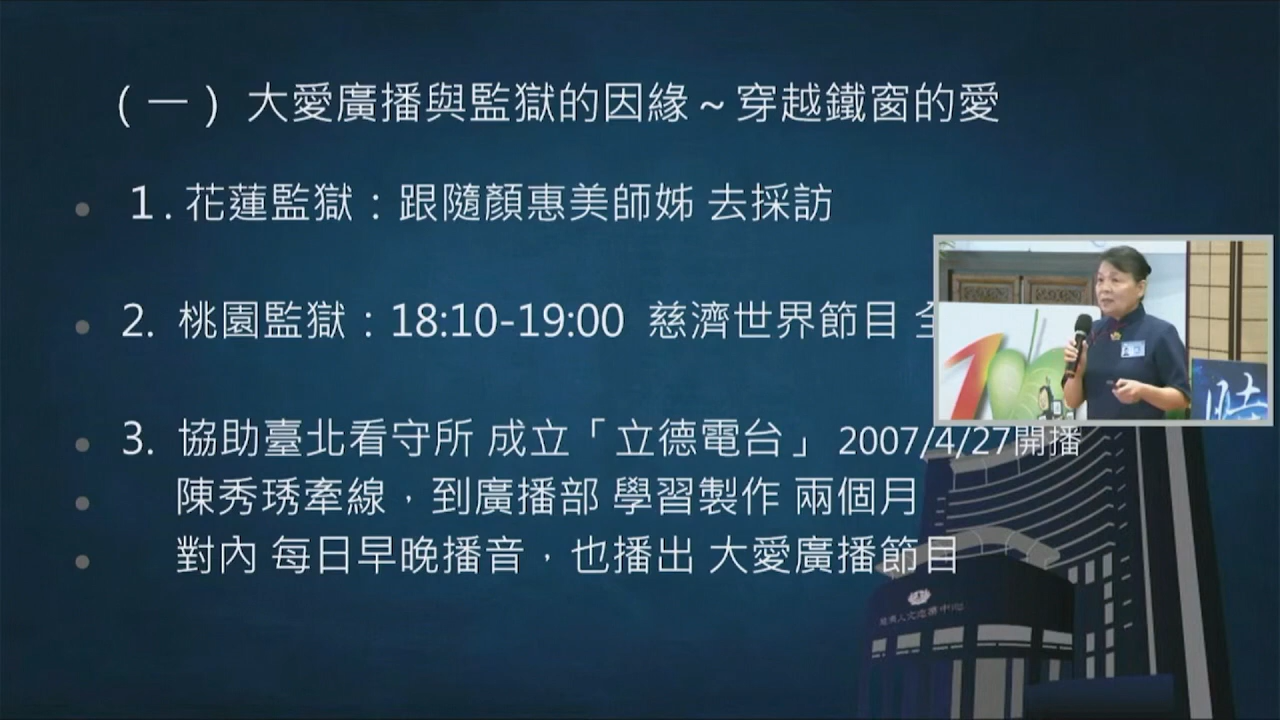 (一) 大愛廣播與監獄的因緣~穿越鐵窗的愛
1. 花蓮監獄：跟隨顏惠美師姊 去採訪
2. 桃園監獄：18:10-19:00 慈濟世界節目 全
3. 協助臺北看守所 成立「立德電台」 2007/4/27開播
陳秀琇牽線，到廣播部 學習製作 兩個月
對內 每日早晚播音，也播出 大愛廣播節目